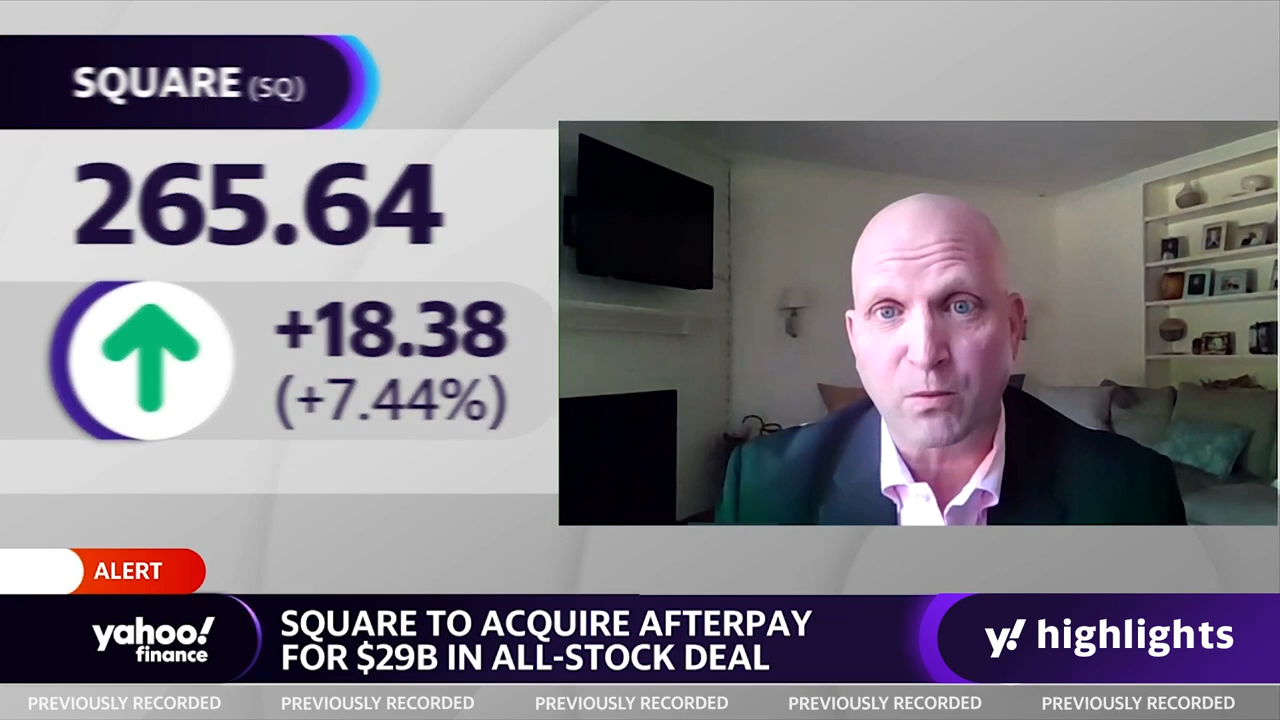 SQUARE (SQ)
265.64
+18.38
(+7.44%)
ALERT
yahoo!
finance
SQUARE TO ACQUIRE AFTERPAY
FOR $29B IN ALL-STOCK DEAL
y! highlights
PREVIOUSLY RECORDED PREVIOUSLY RECORDED PREVIOUSLY RECORDED PREVIOUSLY RECORDED PREVIOUSLY RECORDED